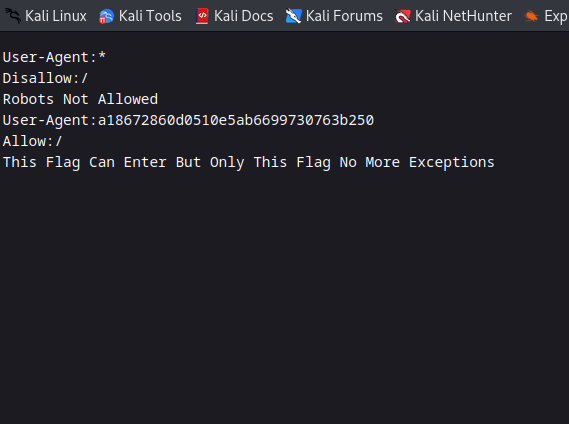 Kali Linux Kali Tools Kali Docs Kali Forums Kali NetHunter Exp
User-Agent:*
Disallow:/
Robots Not Allowed
User-Agent:a18672860d0510e5ab6699730763b250
Allow:/
This Flag Can Enter But Only This Flag No More Exceptions